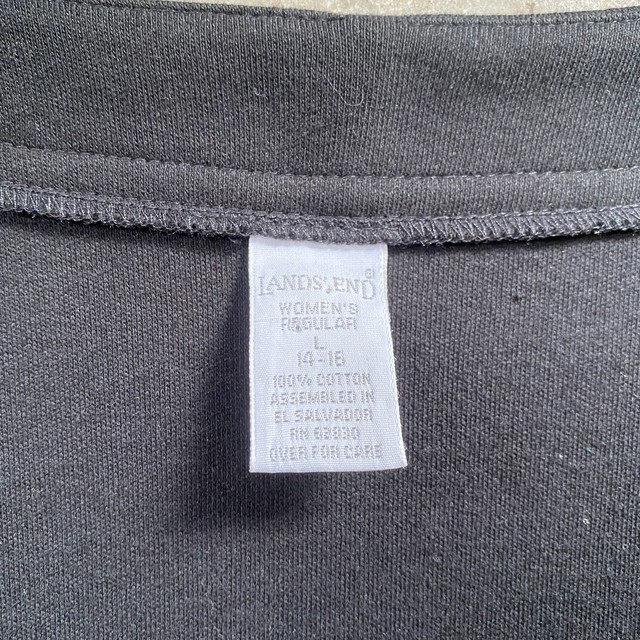 LANDS' END®
WOMEN'S
REGULAR
L
14-16
100% COTTON
ASSEMBLED IN
EL SALVADOR
RN 62830
OVER FOR CARE